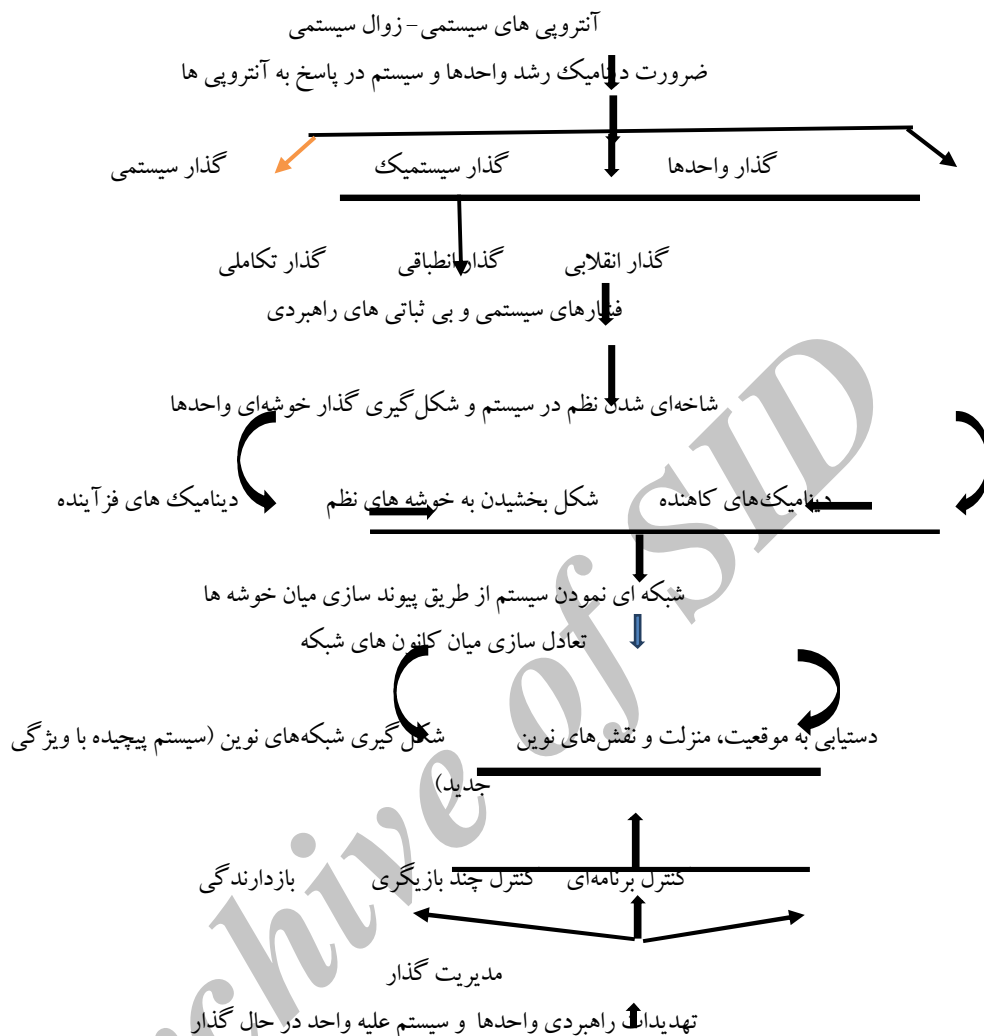 آنتروپی های سیستمی- زوال سیستمی
ضرورت دینامیک رشد واحدها و سیستم در پاسخ به آنتروپی ها
گذار واحدها گذار سیستمیک گذار سیستمی
گذار انقلابی گذار انطباقی گذار تکاملی
فشارهای سیستمی و بی ثباتی های راهبردی
شاخه‌ای شدن نظم در سیستم و شکل‌گیری گذار خوشه‌ای واحدها
دینامیک‌های کاهنده شکل بخشیدن به خوشه های نظم دینامیک های فزآینده
شبکه ای نمودن سیستم از طریق پیوند سازی میان خوشه ها
تعادل سازی میان کانون های شبکه
دستیابی به موقعیت، منزلت و نقش‌های نوین شکل‌گیری شبکه‌های نوین (سیستم پیچیده با ویژگی
جدید)
کنترل برنامه‌ای کنترل چند بازیگری بازدارندگی
مدیریت گذار
تهدیدات راهبردی واحدها و سیستم علیه واحد در حال گذار
Archive of SID